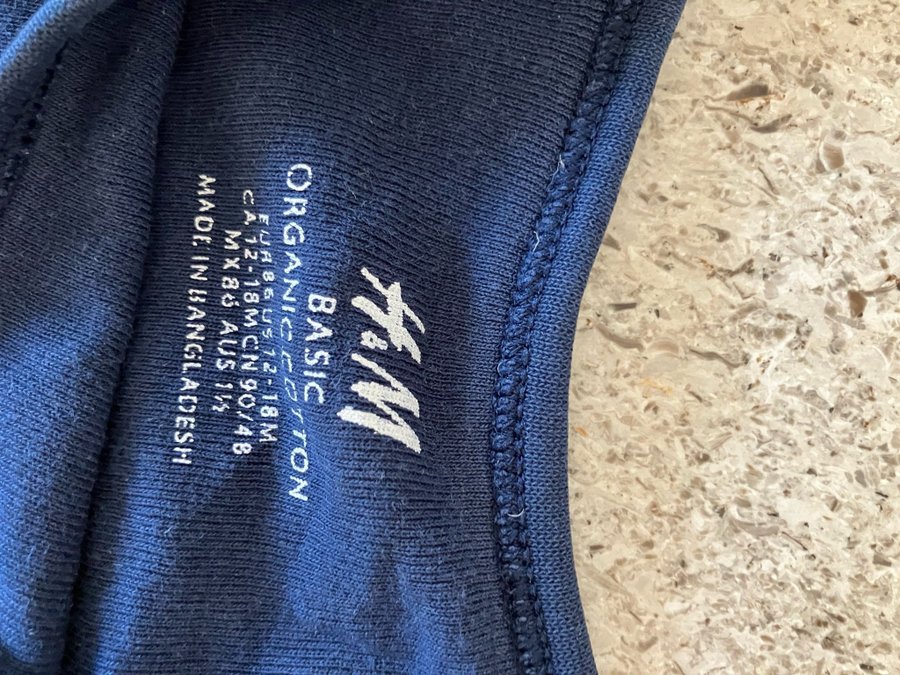 H&M
BASIC
ORGANIC COTTON
EUR 86 US 12-18M
CA 12-18M CN 90/48
MX 86 AUS 1½
MADE IN BANGLADESH